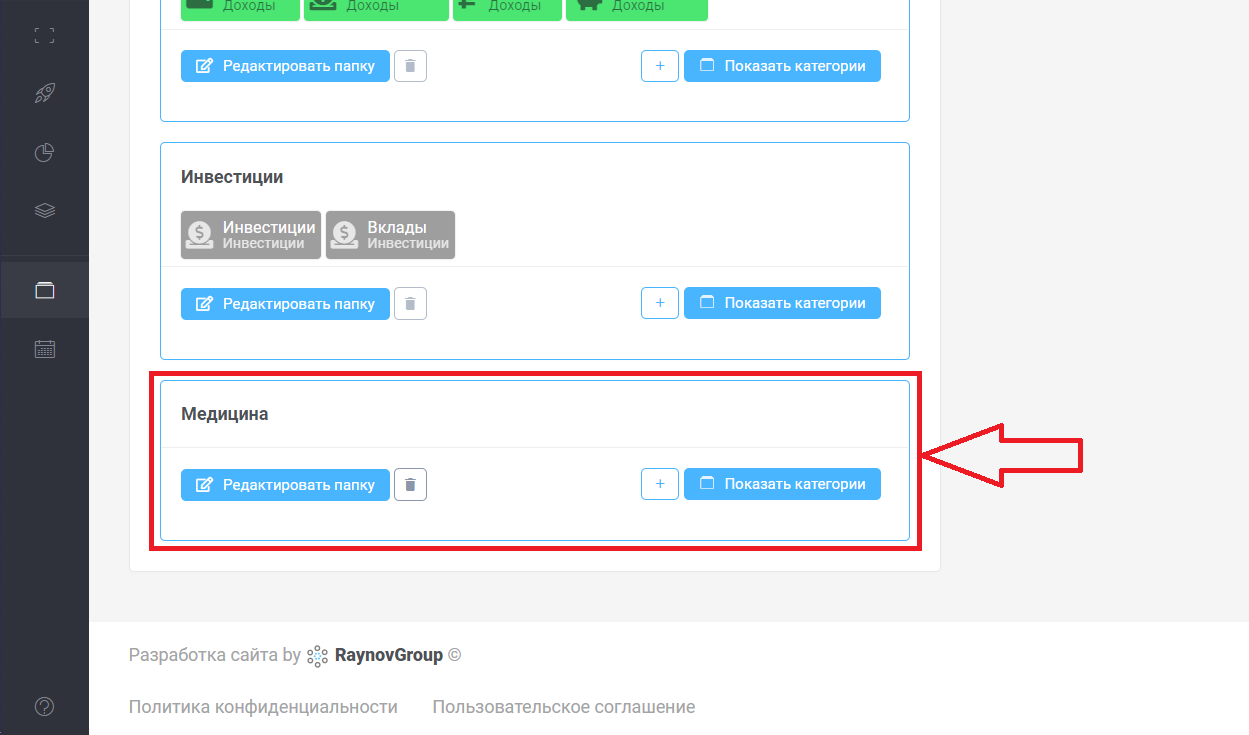 Доходы Доходы Доходы Доходы
Редактировать папку + Показать категории
Инвестиции
Инвестиции Вклады
Инвестиции Инвестиции
Редактировать папку + Показать категории
Медицина
Редактировать папку + Показать категории
Разработка сайта by RaynovGroup ©
Политика конфиденциальности Пользовательское соглашение